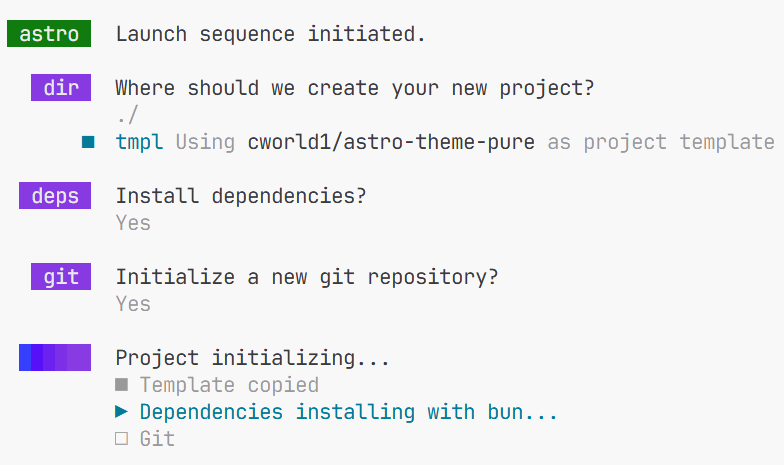 astro Launch sequence initiated.
dir Where should we create your new project?
./
■ tmpl Using cworld1/astro-theme-pure as project template
deps Install dependencies?
Yes
git Initialize a new git repository?
Yes
Project initializing...
■ Template copied
▶ Dependencies installing with bun...
□ Git